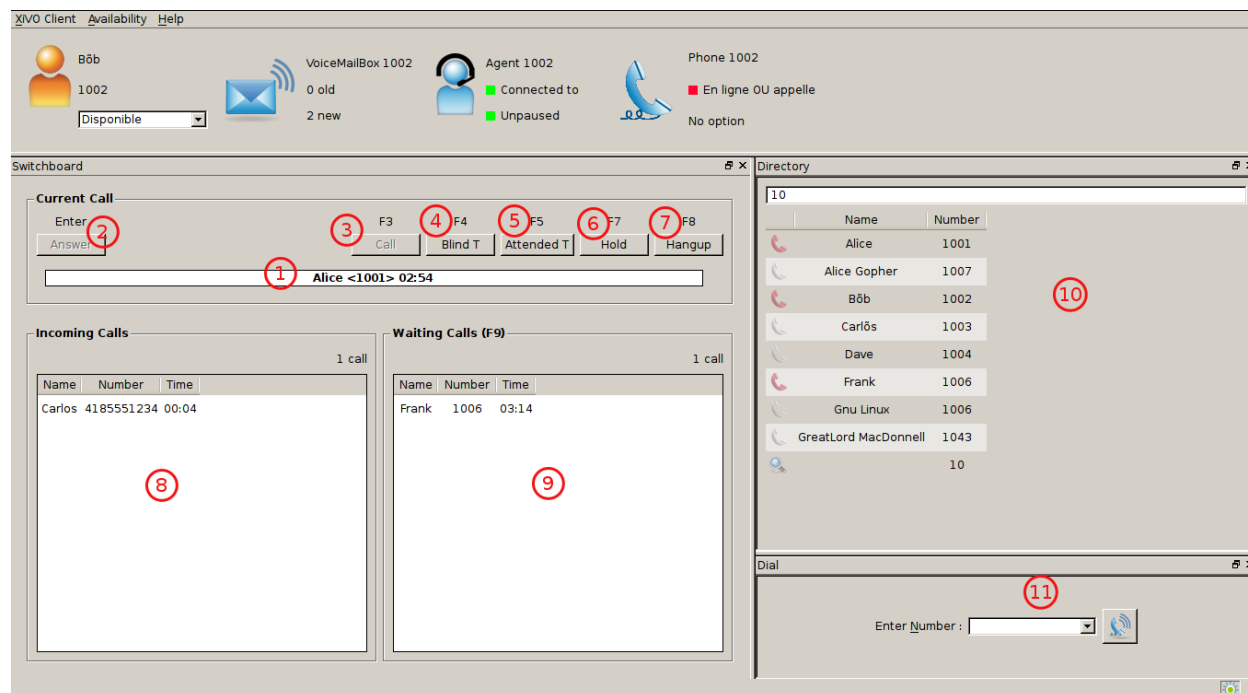 XiVO Client Availability Help
Bõb
1002
Disponible
VoiceMailBox 1002
0 old
2 new
Agent 1002
Connected to
Unpaused
Phone 1002
En ligne OU appelle
No option
Switchboard
Current Call
Enter F3 F4 F5 F7 F8
2 3 4 5 6 7
Answer Call Blind T Attended T Hold Hangup
1
Alice <1001> 02:54
Incoming Calls
1 call
Name Number Time
Carlos 4185551234 00:04
8
Waiting Calls (F9)
1 call
Name Number Time
Frank 1006 03:14
9
Directory
10
Name Number
Alice 1001
Alice Gopher 1007
Bõb 1002
Carlõs 1003
Dave 1004
Frank 1006
Gnu Linux 1006
GreatLord MacDonnell 1043
10
10
Dial
11
Enter Number :